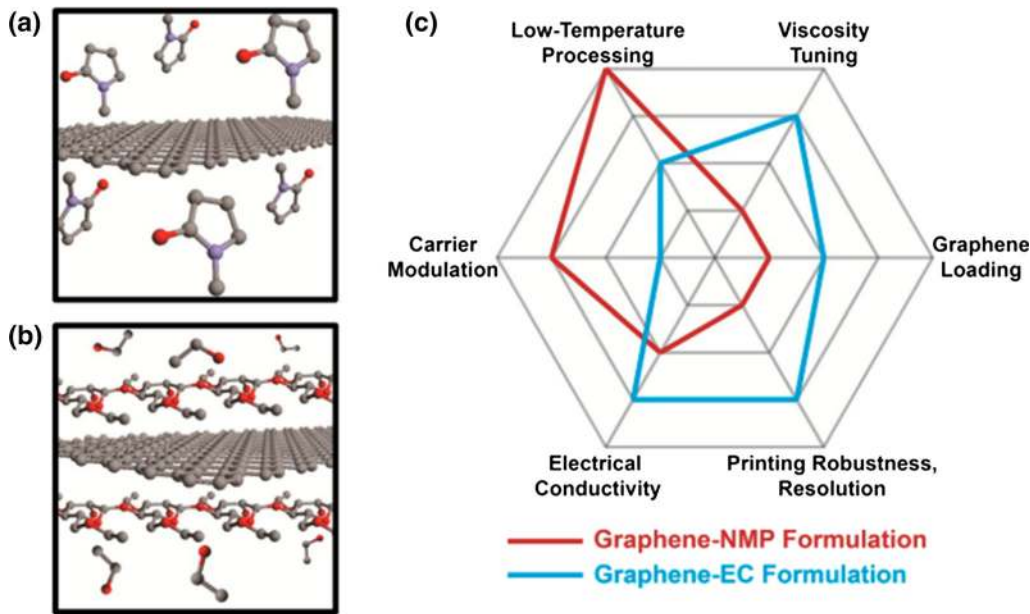 (a)
(b)
(c)
Low-Temperature
Processing
Viscosity
Tuning
Carrier
Modulation
Graphene
Loading
Electrical
Conductivity
Printing Robustness,
Resolution
Graphene-NMP Formulation
Graphene-EC Formulation